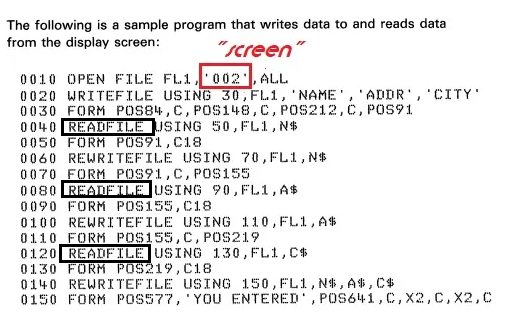 The following is a sample program that writes data to and reads data
from the display screen:
"screen"
0010 OPEN FILE FL1,'002',ALL
0020 WRITEFILE USING 30,FL1,'NAME','ADDR','CITY'
0030 FORM POS84,C,POS148,C,POS212,C,POS91
0040 READFILE USING 50,FL1,N$
0050 FORM POS91,C18
0060 REWRITEFILE USING 70,FL1,N$
0070 FORM POS91,C,POS155
0080 READFILE USING 90,FL1,A$
0090 FORM POS155,C18
0100 REWRITEFILE USING 110,FL1,A$
0110 FORM POS155,C,POS219
0120 READFILE USING 130,FL1,C$
0130 FORM POS219,C18
0140 REWRITEFILE USING 150,FL1,N$,A$,C$
0150 FORM POS577,'YOU ENTERED',POS641,C,X2,C,X2,C